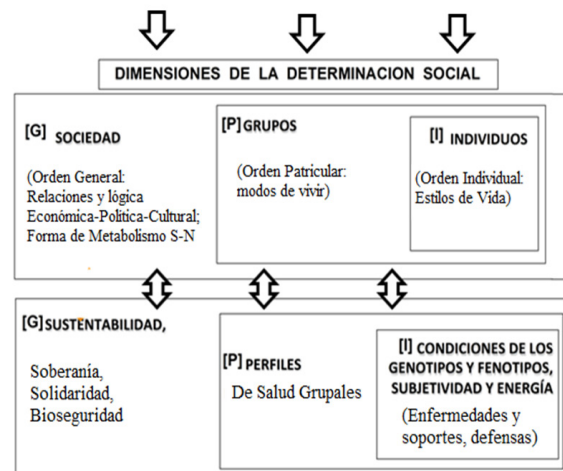 DIMENSIONES DE LA DETERMINACION SOCIAL
[G] SOCIEDAD
(Orden General:
Relaciones y lógica
Económica-Política-Cultural;
Forma de Metabolismo S-N
[P] GRUPOS
(Orden Patricular:
modos de vivir)
[I] INDIVIDUOS
(Orden Individual:
Estilos de Vida)
[G] SUSTENTABILIDAD,
Soberanía,
Solidaridad,
Bioseguridad
[P] PERFILES
De Salud Grupales
[I] CONDICIONES DE LOS
GENOTIPOS Y FENOTIPOS,
SUBJETIVIDAD Y ENERGÍA
(Enfermedades y
soportes, defensas)